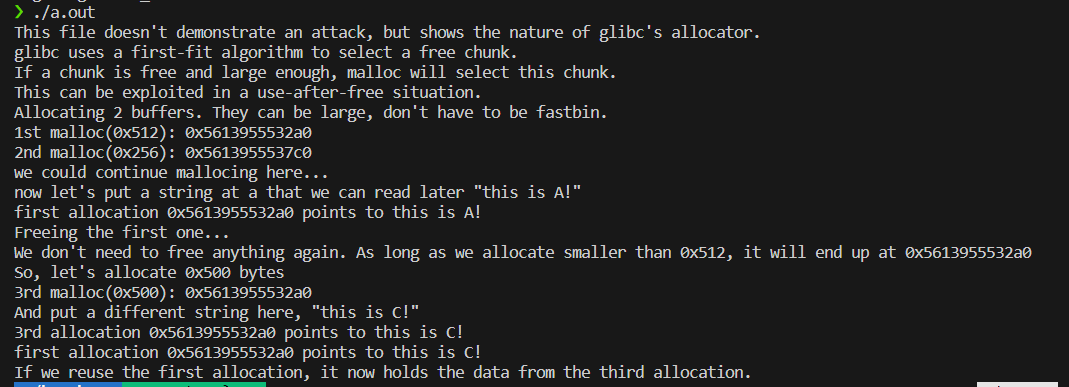 ❯ ./a.out
This file doesn't demonstrate an attack, but shows the nature of glibc's allocator.
glibc uses a first-fit algorithm to select a free chunk.
If a chunk is free and large enough, malloc will select this chunk.
This can be exploited in a use-after-free situation.
Allocating 2 buffers. They can be large, don't have to be fastbin.
1st malloc(0x512): 0x5613955532a0
2nd malloc(0x256): 0x5613955537c0
we could continue mallocing here...
now let's put a string at a that we can read later "this is A!"
first allocation 0x5613955532a0 points to this is A!
Freeing the first one...
We don't need to free anything again. As long as we allocate smaller than 0x512, it will end up at 0x5613955532a0
So, let's allocate 0x500 bytes
3rd malloc(0x500): 0x5613955532a0
And put a different string here, "this is C!"
3rd allocation 0x5613955532a0 points to this is C!
first allocation 0x5613955532a0 points to this is C!
If we reuse the first allocation, it now holds the data from the third allocation.